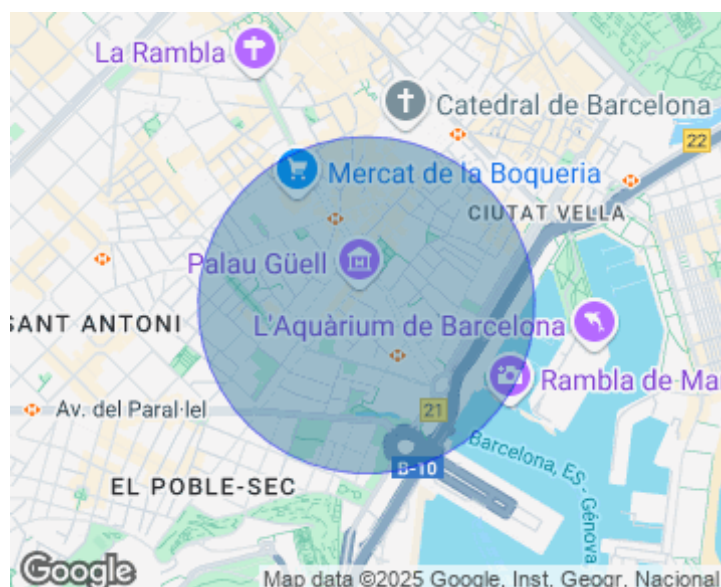 La Rambla
Catedral de Barcelona
22
Mercat de la Boqueria
CIUTAT VELLA
Palau Güell
SANT ANTONI
L'Aquàrium de Barcelona
Rambla de Ma
Av. del Paral·lel
21
B-10
Barcelona, ES - Génova
EL POBLE-SEC
Google
Map data ©2025 Google, Inst. Geogr. Nacional